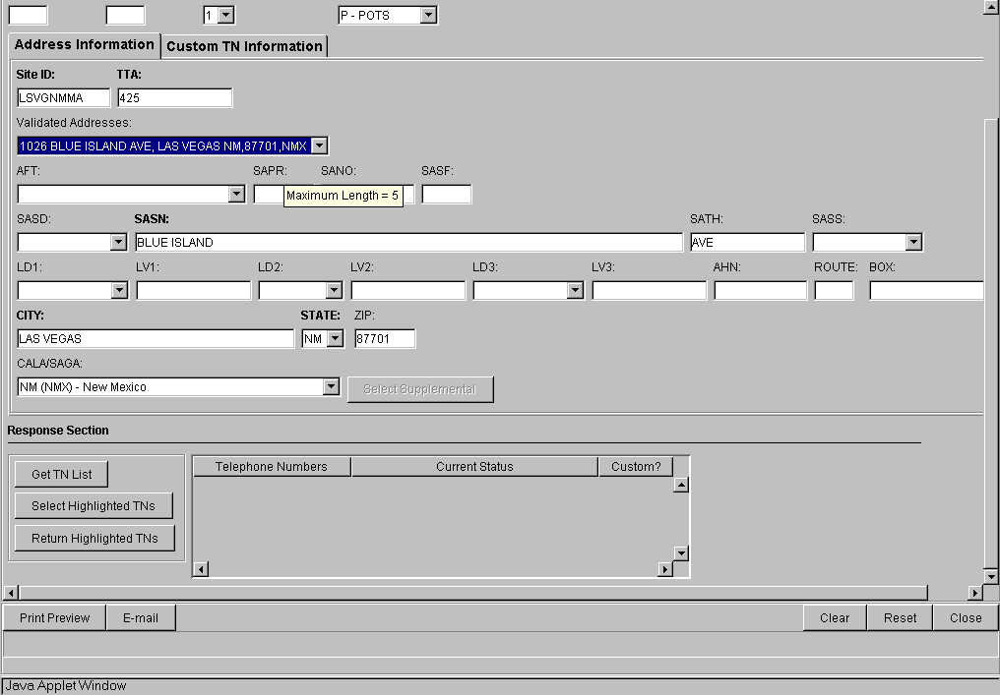 1 P - POTS
Address Information Custom TN Information
Site ID: TTA:
LSVGNMMA 425
Validated Addresses:
1026 BLUE ISLAND AVE, LAS VEGAS NM,87701,NMX
AFT: SAPR: SANO: SASF:
Maximum Length = 5
SASD: SASN: SATH: SASS:
BLUE ISLAND AVE
LD1: LV1: LD2: LV2: LD3: LV3: AHN: ROUTE: BOX:
CITY: STATE: ZIP:
LAS VEGAS NM 87701
CALA/SAGA:
NM (NMX) - New Mexico Select Supplemental
Response Section
Telephone Numbers Current Status Custom?
Get TN List
Select Highlighted TNs
Return Highlighted TNs
Print Preview E-mail Clear Reset Close
Java Applet Window